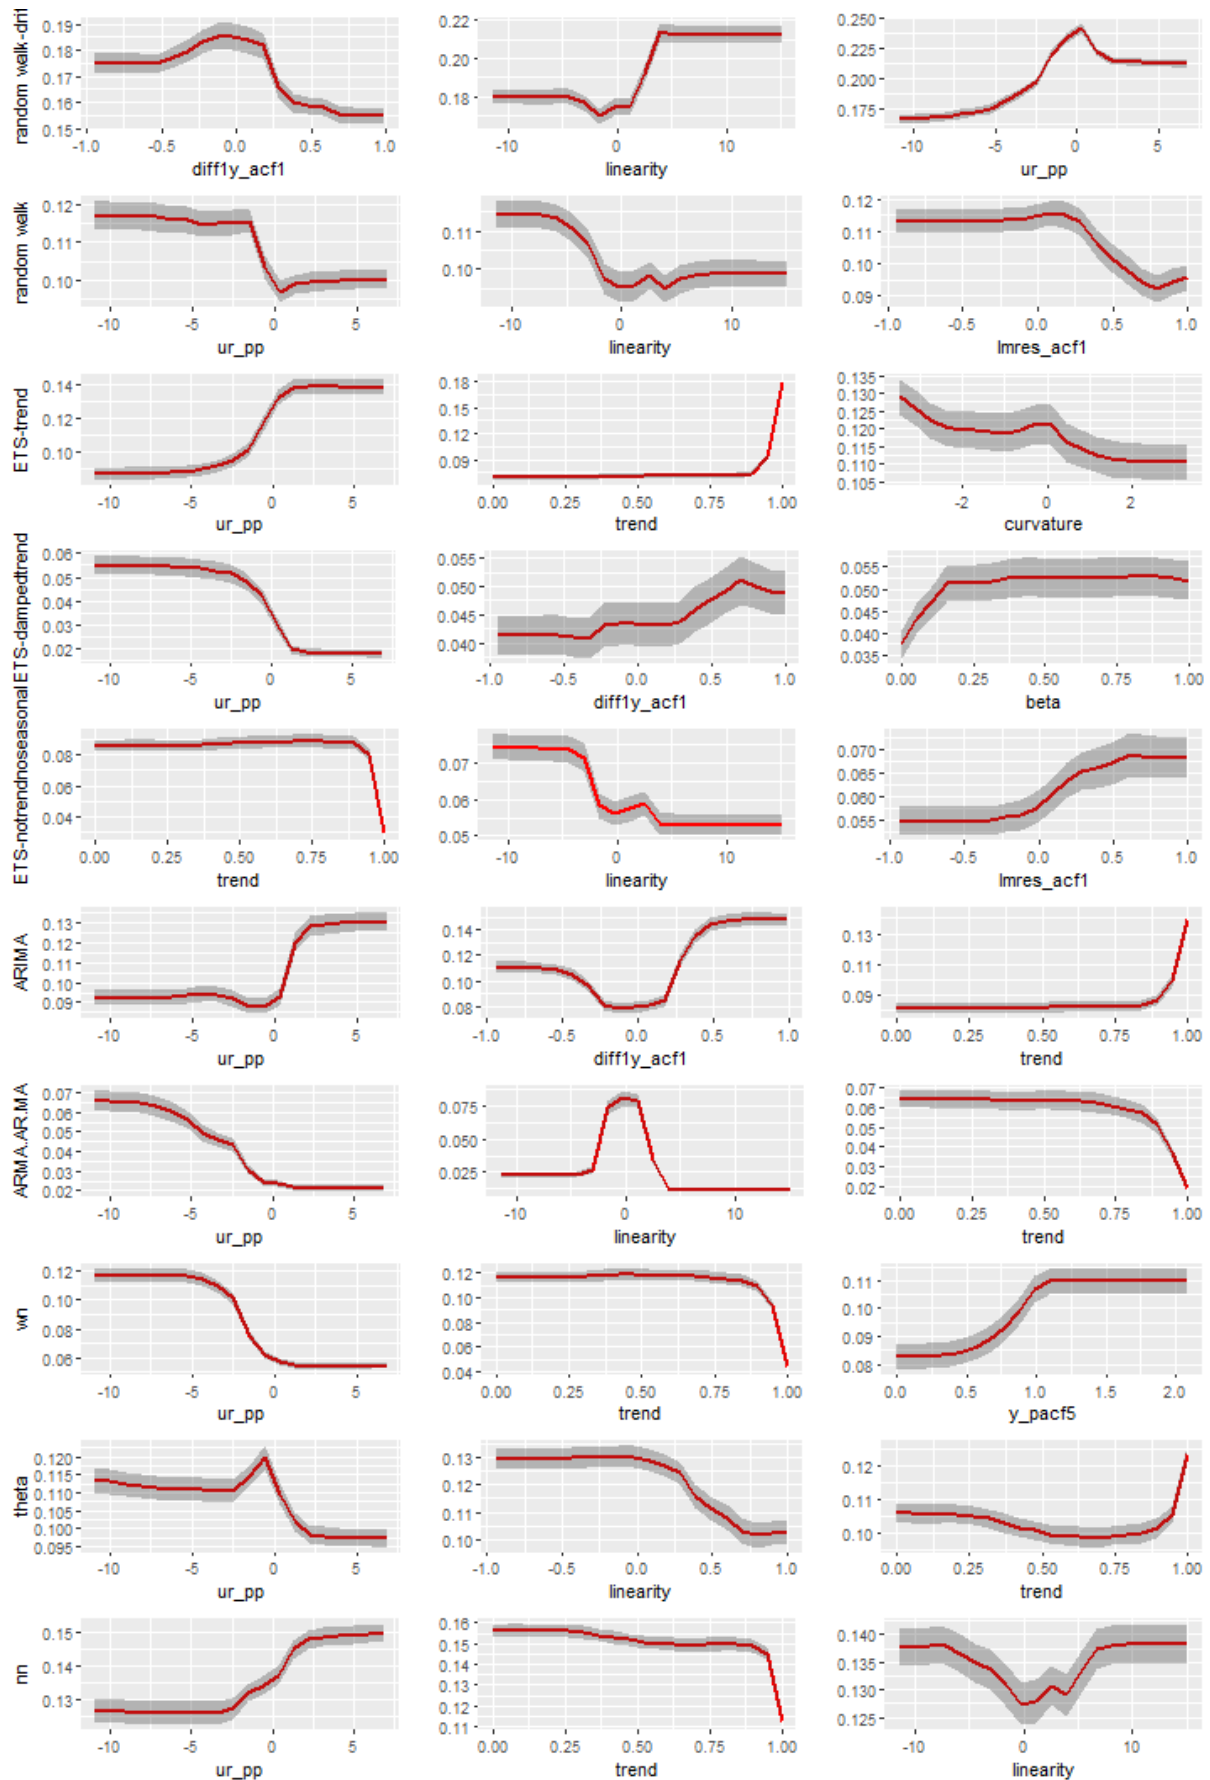 random walk-drift
0.19
0.18
0.17
0.16
0.15
-1.0 -0.5 0.0 0.5 1.0
diff1y_acf1
0.22
0.20
0.18
-10 0 10
linearity
0.250
0.225
0.200
0.175
-10 -5 0 5
ur_pp
random walk
0.12
0.11
0.10
-10 -5 0 5
ur_pp
0.11
0.10
-10 0 10
linearity
0.12
0.11
0.10
0.09
-1.0 -0.5 0.0 0.5 1.0
lmres_acf1
ETS-trend
0.14
0.10
-10 -5 0 5
ur_pp
0.18
0.15
0.12
0.09
0.00 0.25 0.50 0.75 1.00
trend
0.135
0.130
0.125
0.120
0.115
0.110
0.105
-2 0 2
curvature
ETS-dampedtrend
0.06
0.05
0.04
0.03
0.02
-10 -5 0 5
ur_pp
0.055
0.050
0.045
0.040
-1.0 -0.5 0.0 0.5 1.0
diff1y_acf1
0.055
0.050
0.045
0.040
0.035
0.00 0.25 0.50 0.75 1.00
beta
ETS-notrendnoseasonal
0.08
0.06
0.04
0.00 0.25 0.50 0.75 1.00
trend
0.07
0.06
0.05
-10 0 10
linearity
0.070
0.065
0.060
0.055
-1.0 -0.5 0.0 0.5 1.0
lmres_acf1
ARIMA
0.13
0.12
0.11
0.10
0.09
-10 -5 0 5
ur_pp
0.14
0.12
0.10
0.08
-1.0 -0.5 0.0 0.5 1.0
diff1y_acf1
0.13
0.11
0.09
0.00 0.25 0.50 0.75 1.00
trend
ARMA.AR.MA
0.07
0.06
0.05
0.04
0.03
0.02
-10 -5 0 5
ur_pp
0.075
0.050
0.025
-10 0 10
linearity
0.07
0.06
0.05
0.04
0.03
0.02
0.00 0.25 0.50 0.75 1.00
trend
wn
0.12
0.10
0.08
0.06
-10 -5 0 5
ur_pp
0.12
0.10
0.08
0.06
0.04
0.00 0.25 0.50 0.75 1.00
trend
0.11
0.10
0.09
0.08
0.0 0.5 1.0 1.5 2.0
y_pacf5
theta
0.120
0.115
0.110
0.105
0.100
0.095
-10 -5 0 5
ur_pp
0.13
0.12
0.11
0.10
-1.0 -0.5 0.0 0.5 1.0
linearity
0.12
0.11
0.10
0.00 0.25 0.50 0.75 1.00
trend
nn
0.15
0.14
0.13
-10 -5 0 5
ur_pp
0.16
0.15
0.14
0.13
0.12
0.11
0.00 0.25 0.50 0.75 1.00
trend
0.140
0.135
0.130
0.125
-10 0 10
linearity